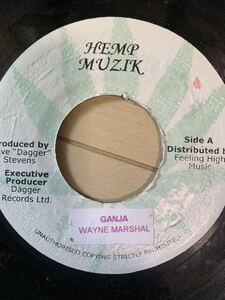 HEMP
MUZIK
roduced by
ve "Dagger"
Stevens
Executive
Producer
Dagger
Records Ltd.
Side A
Distributed b
Feeling High
Music
GANJA
WAYNE MARSHAL
UNAUTHORISED COPYING STRICTLY PROHIBITE